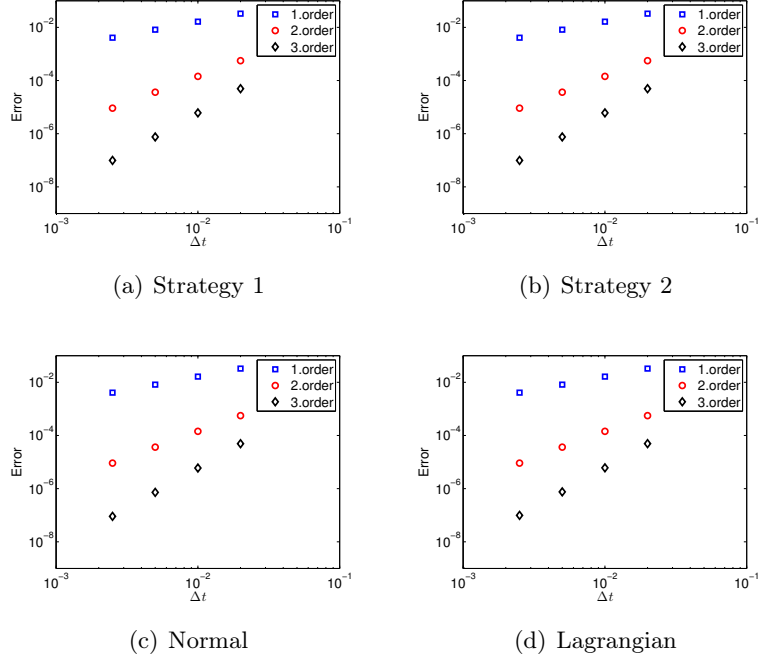 10^-2
10^-4
10^-6
10^-8
Error
10^-3
10^-2
10^-1
Δt
1.order
2.order
3.order
(a) Strategy 1
10^-2
10^-4
10^-6
10^-8
Error
10^-3
10^-2
10^-1
Δt
1.order
2.order
3.order
(b) Strategy 2
10^-2
10^-4
10^-6
10^-8
Error
10^-3
10^-2
10^-1
Δt
1.order
2.order
3.order
(c) Normal
10^-2
10^-4
10^-6
10^-8
Error
10^-3
10^-2
10^-1
Δt
1.order
2.order
3.order
(d) Lagrangian